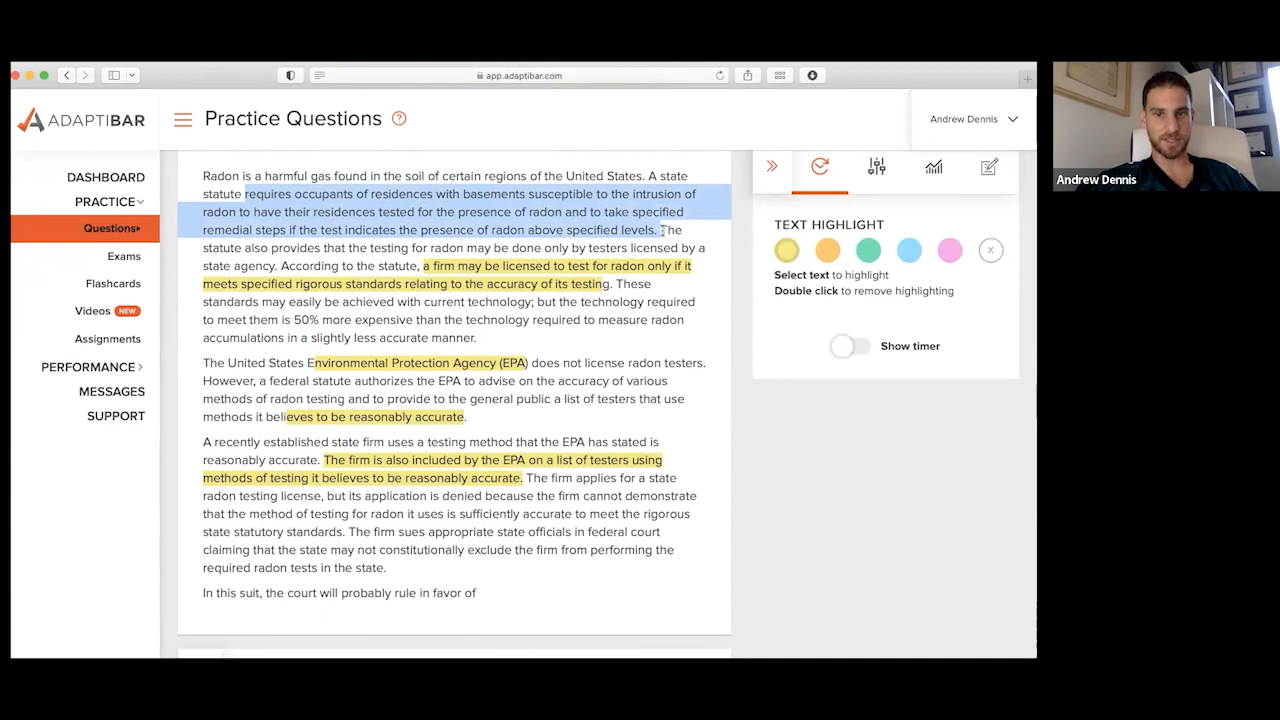 app.adaptibar.com
ADAPTIBAR
Practice Questions ?
Andrew Dennis
DASHBOARD
PRACTICE
Questions
Exams
Flashcards
Videos NEW
Assignments
PERFORMANCE
MESSAGES
SUPPORT
Radon is a harmful gas found in the soil of certain regions of the United States. A state
statute requires occupants of residences with basements susceptible to the intrusion of
radon to have their residences tested for the presence of radon and to take specified
remedial steps if the test indicates the presence of radon above specified levels. The
statute also provides that the testing for radon may be done only by testers licensed by a
state agency. According to the statute, a firm may be licensed to test for radon only if it
meets specified rigorous standards relating to the accuracy of its testing. These
standards may easily be achieved with current technology; but the technology required
to meet them is 50% more expensive than the technology required to measure radon
accumulations in a slightly less accurate manner.
The United States Environmental Protection Agency (EPA) does not license radon testers.
However, a federal statute authorizes the EPA to advise on the accuracy of various
methods of radon testing and to provide to the general public a list of testers that use
methods it believes to be reasonably accurate.
A recently established state firm uses a testing method that the EPA has stated is
reasonably accurate. The firm is also included by the EPA on a list of testers using
methods of testing it believes to be reasonably accurate. The firm applies for a state
radon testing license, but its application is denied because the firm cannot demonstrate
that the method of testing for radon it uses is sufficiently accurate to meet the rigorous
state statutory standards. The firm sues appropriate state officials in federal court
claiming that the state may not constitutionally exclude the firm from performing the
required radon tests in the state.
In this suit, the court will probably rule in favor of
TEXT HIGHLIGHT
Select text to highlight
Double click to remove highlighting
Show timer
Andrew Dennis